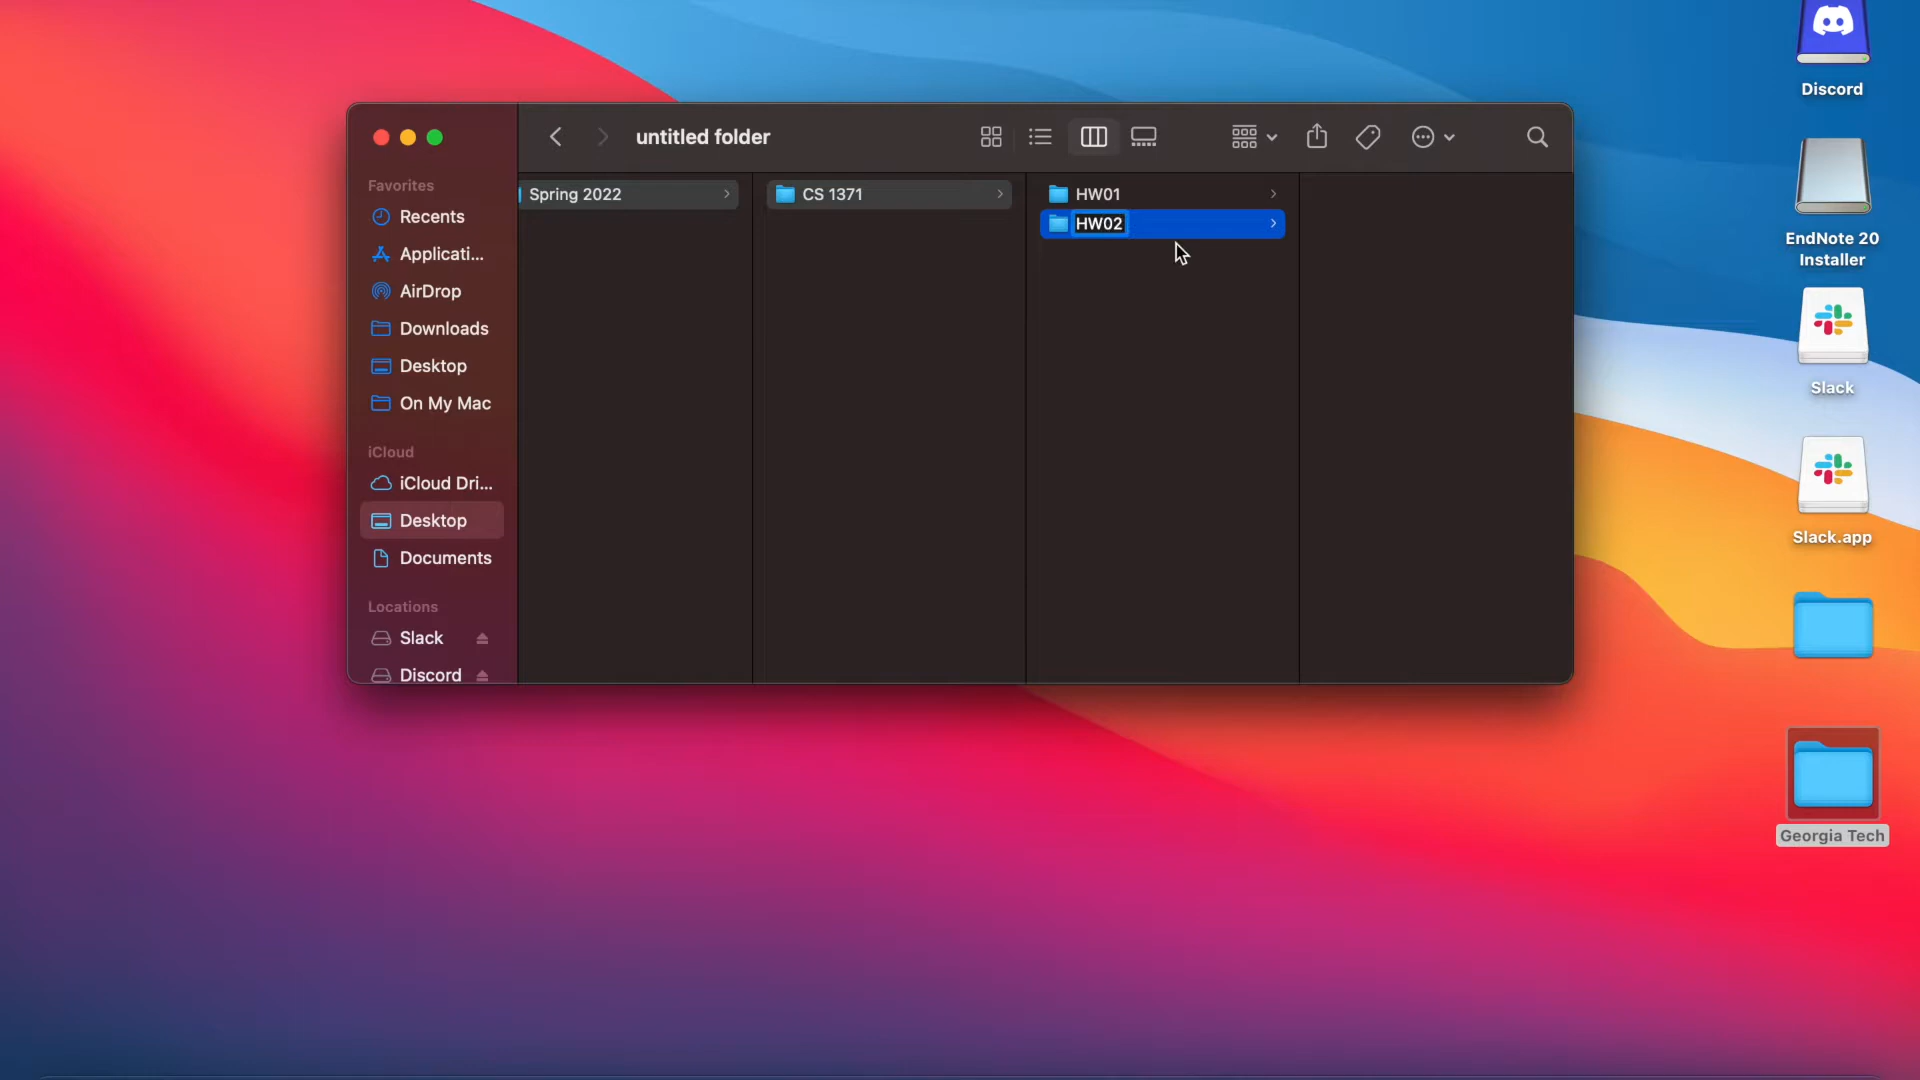 untitled folder
Favorites
Recents
Applicati...
AirDrop
Downloads
Desktop
On My Mac
iCloud
iCloud Dri...
Desktop
Documents
Locations
Slack
Discord
Spring 2022
CS 1371
HW01
HW02
Discord
EndNote 20
Installer
Slack
Slack.app
Georgia Tech